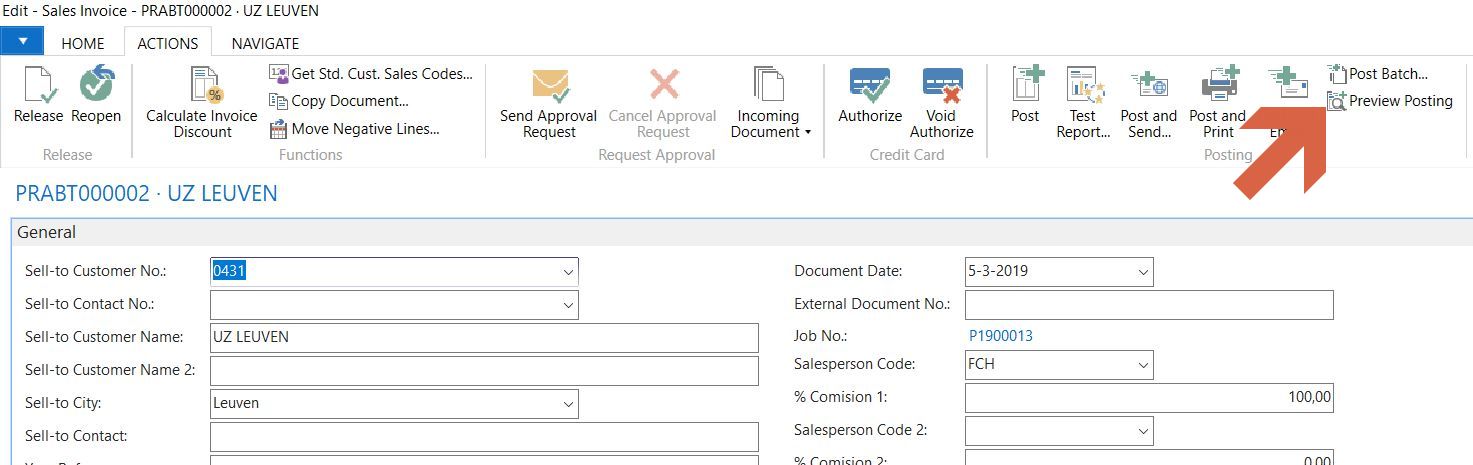 Edit - Sales Invoice - PRABT000002 · UZ LEUVEN
HOME ACTIONS NAVIGATE
Release
Reopen
Release
Calculate Invoice
Discount
Get Std. Cust. Sales Codes...
Copy Document...
Move Negative Lines...
Functions
Send Approval
Request
Cancel Approval
Request
Incoming
Document
Request Approval
Authorize
Void
Authorize
Credit Card
Post
Test
Report...
Post and
Send...
Post and
Print
Post Batch...
Preview Posting
Posting
PRABT000002 · UZ LEUVEN
General
Sell-to Customer No.: 0431
Sell-to Contact No.:
Sell-to Customer Name: UZ LEUVEN
Sell-to Customer Name 2:
Sell-to City: Leuven
Sell-to Contact:
Document Date: 5-3-2019
External Document No.:
Job No.: P1900013
Salesperson Code: FCH
% Comision 1: 100,00
Salesperson Code 2:
% Comision 2: 0,00